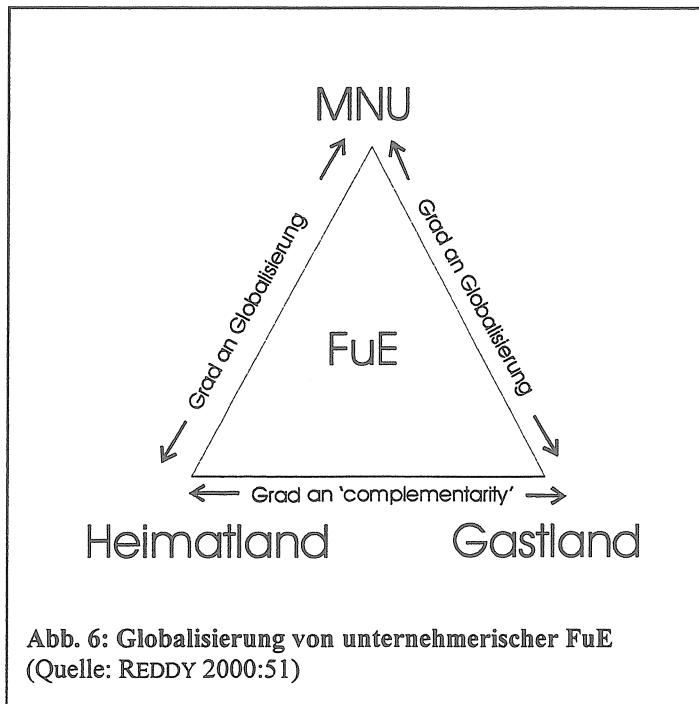 MNU
Grad an Globalisierung
Grad an Globalisierung
FuE
Grad an 'complementarity'
Heimatland
Gastland
Abb. 6: Globalisierung von unternehmerischer FuE
(Quelle: REDDY 2000:51)